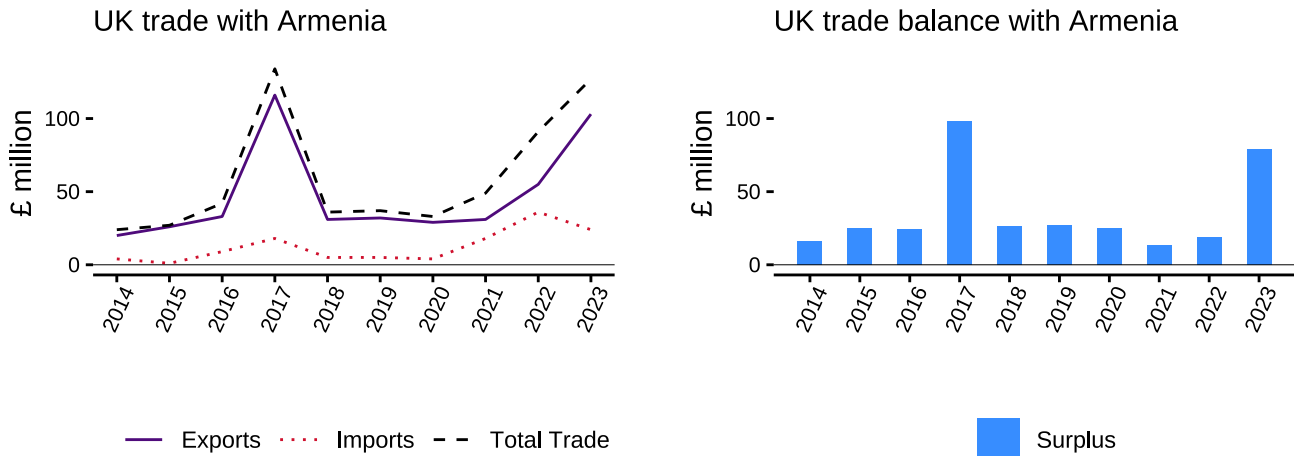 UK trade with Armenia
£ million
100
50
0
2014 2015 2016 2017 2018 2019 2020 2021 2022 2023
Exports Imports Total Trade
UK trade balance with Armenia
£ million
100
50
0
2014 2015 2016 2017 2018 2019 2020 2021 2022 2023
Surplus